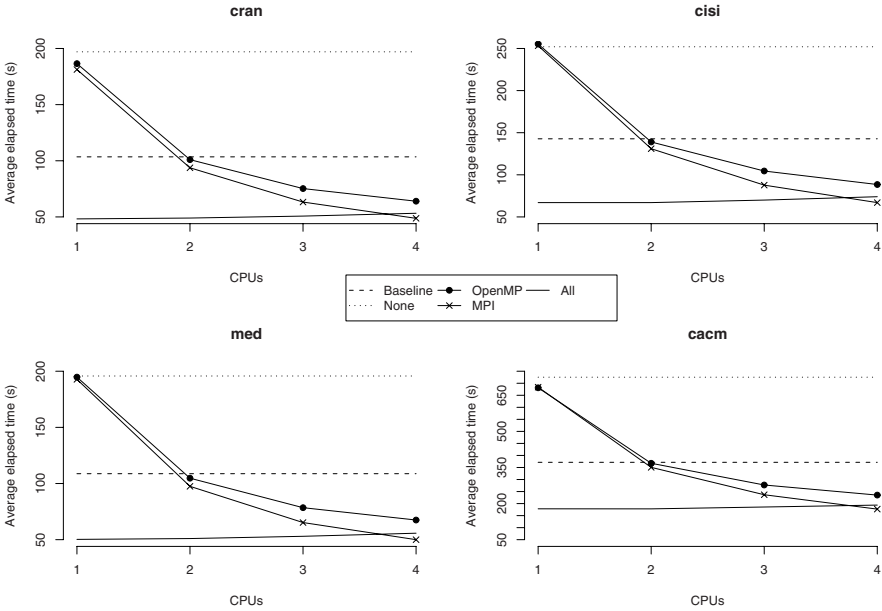 cran
Average elapsed time (s)
200
150
100
50
1 2 3 4
CPUs
cisi
Average elapsed time (s)
250
200
150
100
50
1 2 3 4
CPUs
Baseline OpenMP All
None MPI
med
Average elapsed time (s)
200
150
100
50
1 2 3 4
CPUs
cacm
Average elapsed time (s)
650
500
350
200
50
1 2 3 4
CPUs